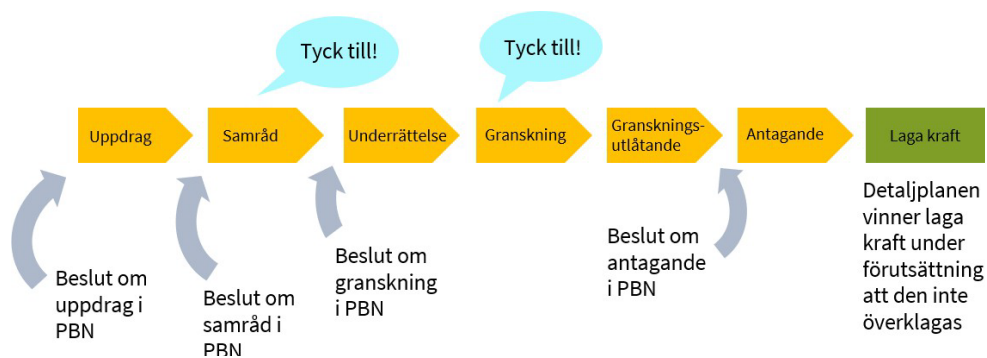 Tyck till!
Tyck till!
Uppdrag
Samråd
Underrättelse
Granskning
Gransknings-
utlåtande
Antagande
Laga kraft
Beslut om
uppdrag i
PBN
Beslut om
samråd i
PBN
Beslut om
granskning
i PBN
Beslut om
antagande
i PBN
Detaljplanen
vinner laga
kraft under
förutsättning
att den inte
överklagas